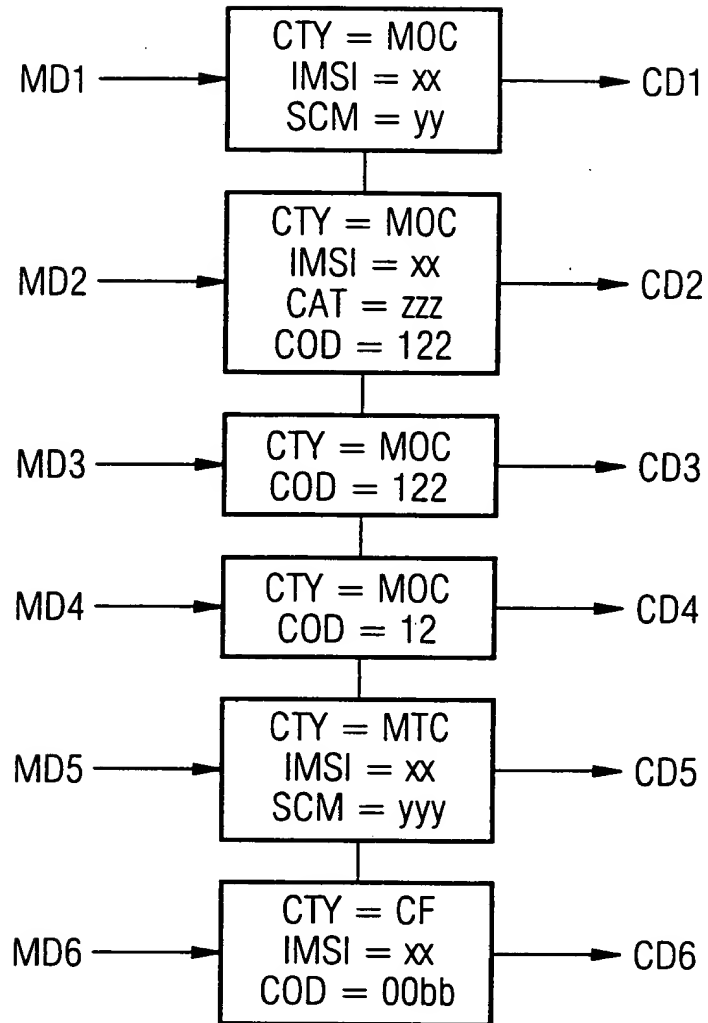 CTY = MOC
MD1
IMSI = xx
CD1
SCM = yy
CTY = MOC
IMSI = xx
MD2
CD2
CAT = zzz
COD = 122
CTY = MOC
MD3
CD3
COD = 122
CTY = MOC
MD4
CD4
COD = 12
CTY = MTC
MD5
IMSI = xx
CD5
SCM = yyy
CTY = CF
MD6
IMSI = xx
CD6
COD = 00bb